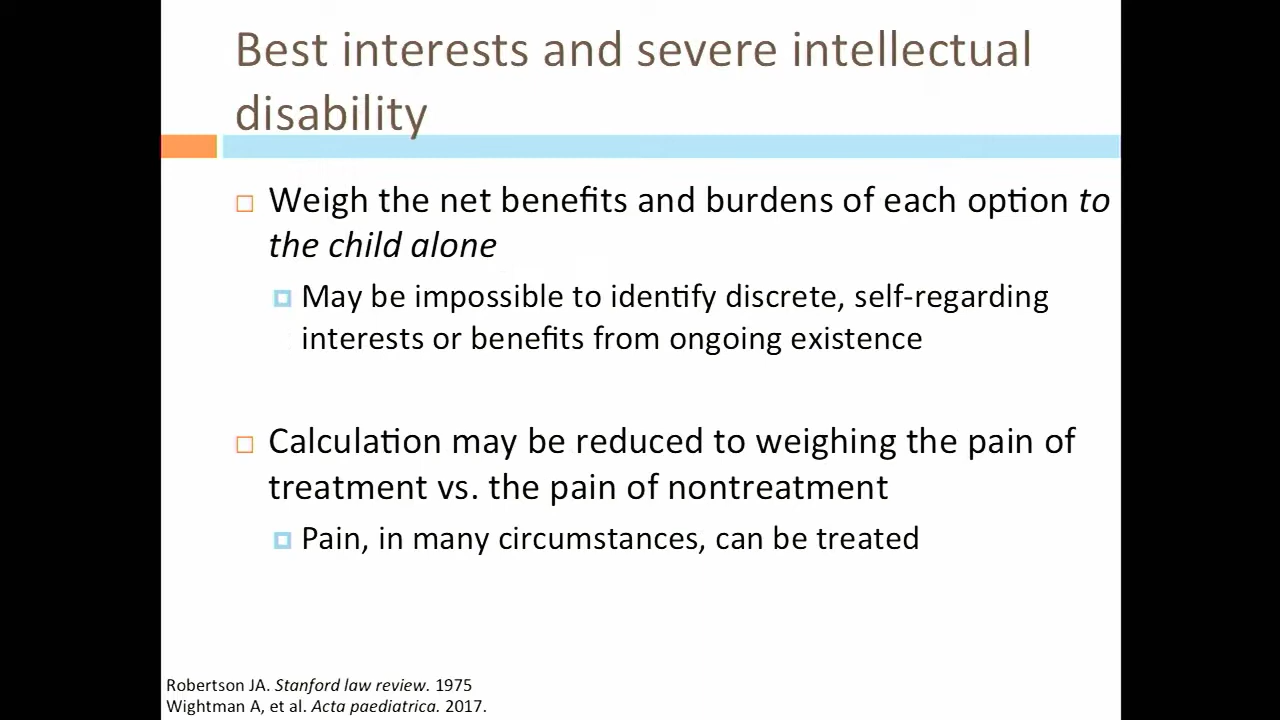 Best interests and severe intellectual
disability
Weigh the net benefits and burdens of each option to
the child alone
May be impossible to identify discrete, self-regarding
interests or benefits from ongoing existence
Calculation may be reduced to weighing the pain of
treatment vs. the pain of nontreatment
Pain, in many circumstances, can be treated
Robertson JA. Stanford law review. 1975
Wightman A, et al. Acta paediatrica. 2017.